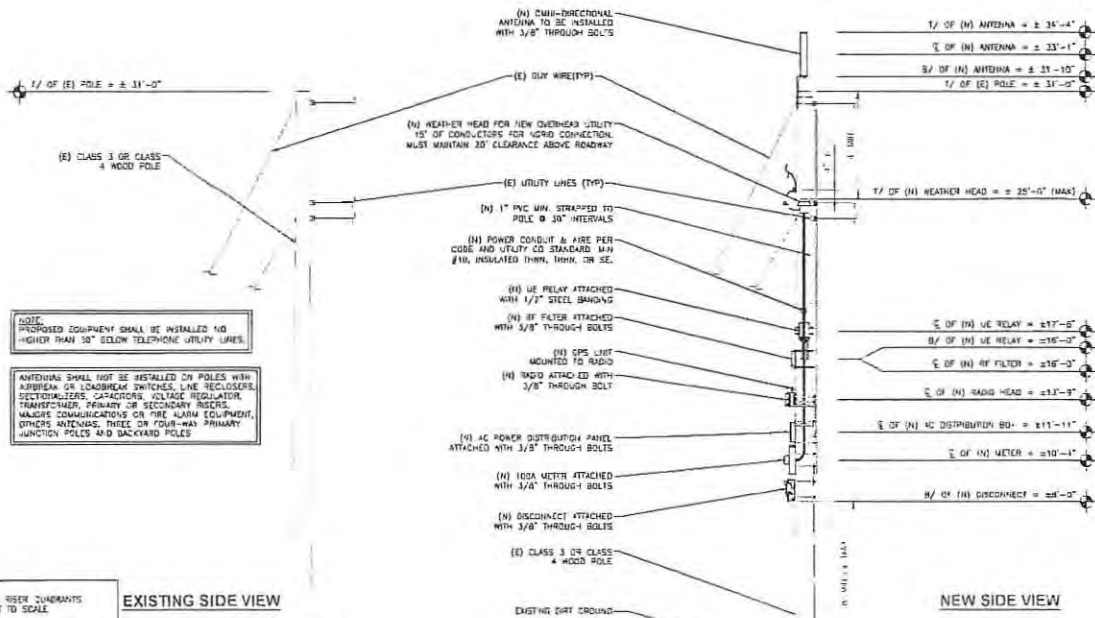 T/ OF (E) POLE = ± 31'-0"
(E) CLASS 3 OR CLASS
4 WOOD POLE
NOTE:
PROPOSED EQUIPMENT SHALL BE INSTALLED NO
HIGHER THAN 30" BELOW TELEPHONE UTILITY LINES.
ANTENNAS SHALL NOT BE INSTALLED ON POLES WITH
AIRBREAK OR LOADBREAK SWITCHES, LINE RECLOSERS,
SECTIONALIZERS, CAPACITORS, VOLTAGE REGULATOR,
TRANSFORMER, PRIMARY OR SECONDARY RISERS,
MAJORS COMMUNICATIONS OR FIRE ALARM EQUIPMENT,
OTHERS ANTENNAS, THREE OR FOUR-WAY PRIMARY
JUNCTION POLES AND BACKYARD POLES
RISER QUADRANTS
TO SCALE
EXISTING SIDE VIEW
(N) OMNI-DIRECTIONAL
ANTENNA TO BE INSTALLED
WITH 3/8" THROUGH BOLTS
(E) GUY WIRE(TYP)
(N) WEATHER HEAD FOR NEW OVERHEAD UTILITY
15" OF CONDUCTORS FOR NGRID CONNECTION.
MUST MAINTAIN 20' CLEARANCE ABOVE ROADWAY
(E) UTILITY LINES (TYP)
(N) 1" PVC MIN. STRAPPED TO
POLE @ 30" INTERVALS
(N) POWER CONDUIT & WIRE PER
CODE AND UTILITY CO STANDARD. MIN
#10, INSULATED THWN, THHN, OR SE.
(N) UE RELAY ATTACHED
WITH 1/2" STEEL BANDING
(N) RF FILTER ATTACHED
WITH 3/8" THROUGH BOLTS
(N) GPS UNIT
MOUNTED TO RADIO
(N) RADIO ATTACHED WITH
3/8" THROUGH BOLT
(N) AC POWER DISTRIBUTION PANEL
ATTACHED WITH 3/8" THROUGH BOLTS
(N) 100A METER ATTACHED
WITH 3/8" THROUGH BOLTS
(N) DISCONNECT ATTACHED
WITH 3/8" THROUGH BOLTS
(E) CLASS 3 OR CLASS
4 WOOD POLE
EXISTING DIRT GROUND
T/ OF (N) ANTENNA = ± 34'-4"
℄ OF (N) ANTENNA = ± 33'-1"
B/ OF (N) ANTENNA = ± 31'-10"
T/ OF (E) POLE = ± 31'-0"
T/ OF (N) WEATHER HEAD = ± 25'-6" (MAX)
℄ OF (N) UE RELAY = ±17'-6"
B/ OF (N) UE RELAY = ±16'-0"
℄ OF (N) RF FILTER = ±16'-0"
℄ OF (N) RADIO HEAD = ±13'-9"
℄ OF (N) AC DISTRIBUTION BOX = ±11'-11"
℄ OF (N) METER = ±10'-4"
B/ OF (N) DISCONNECT = ±8'-0"
NEW SIDE VIEW